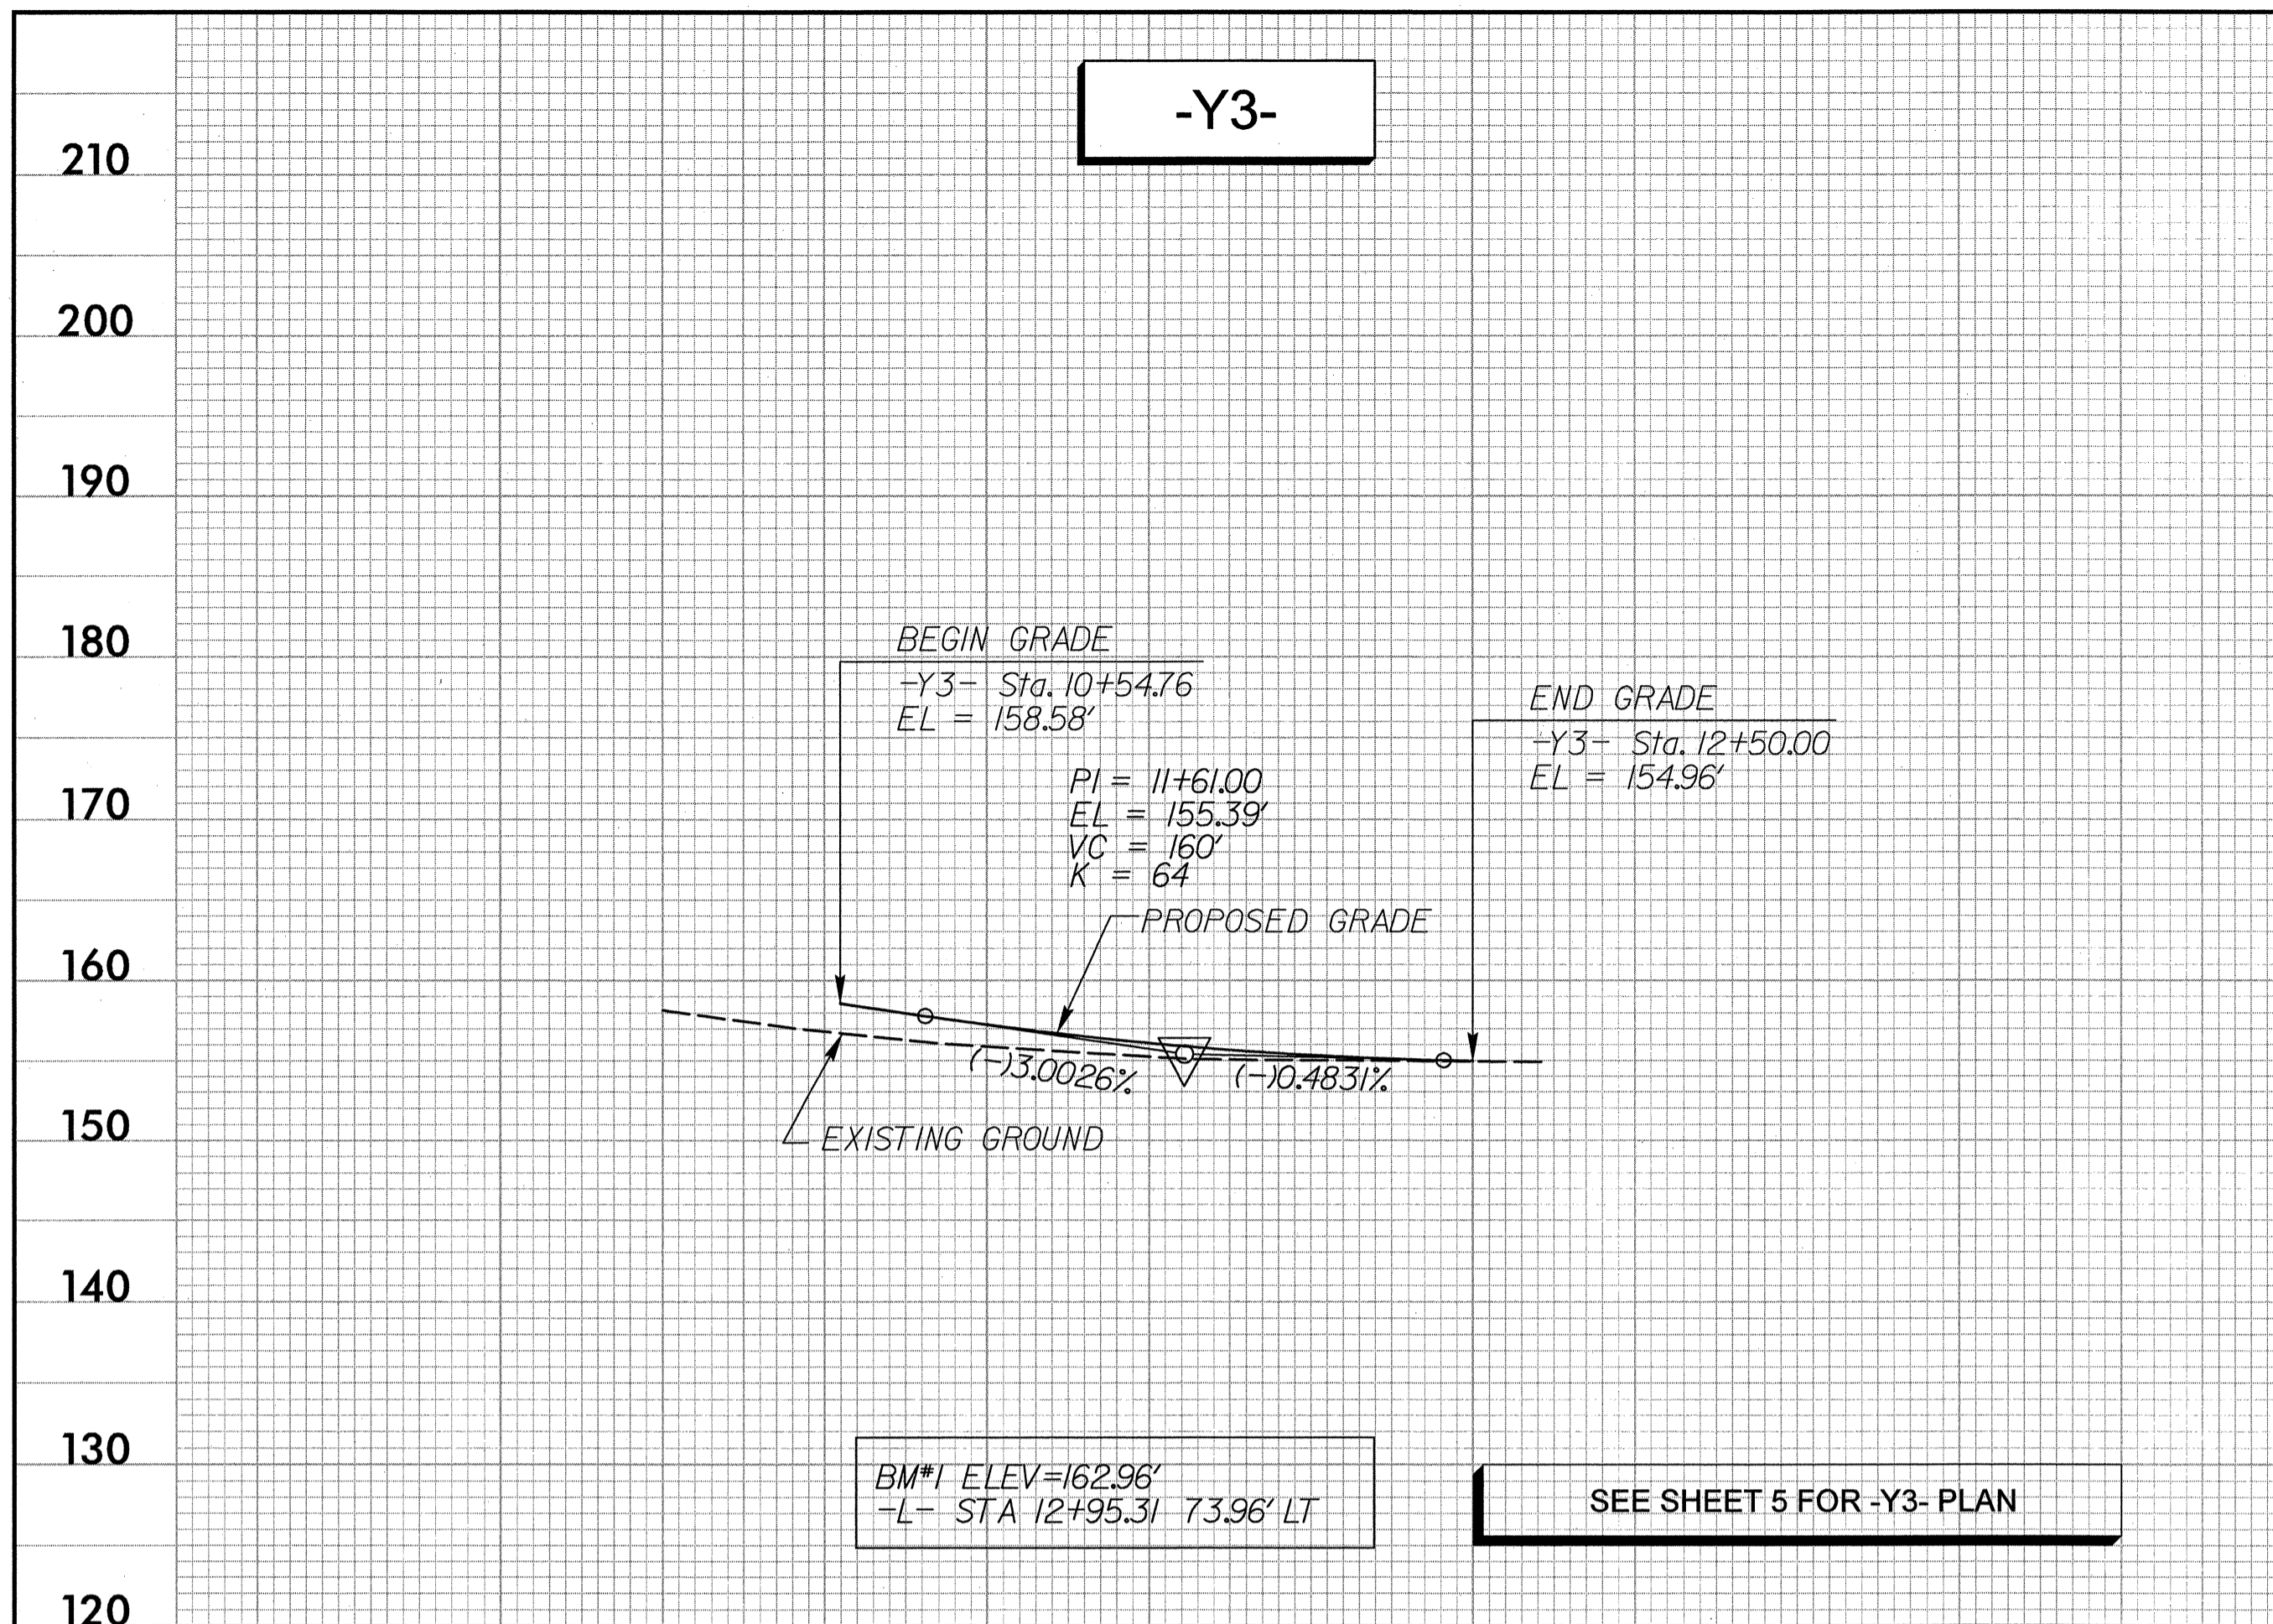 -Y3-
210
200
190
180
170
160
150
140
130
120
BEGIN GRADE
-Y3- Sta. 10+54.76
EL = 158.58'
END GRADE
-Y3- Sta. 12+50.00
EL = 154.96'
PI = 11+61.00
EL = 155.39'
VC = 160'
K = 64
PROPOSED GRADE
(-)3.0026%
(-)0.4831%
EXISTING GROUND
BM#1 ELEV=162.96'
-L- STA 12+95.31 73.96' LT
SEE SHEET 5 FOR -Y3- PLAN